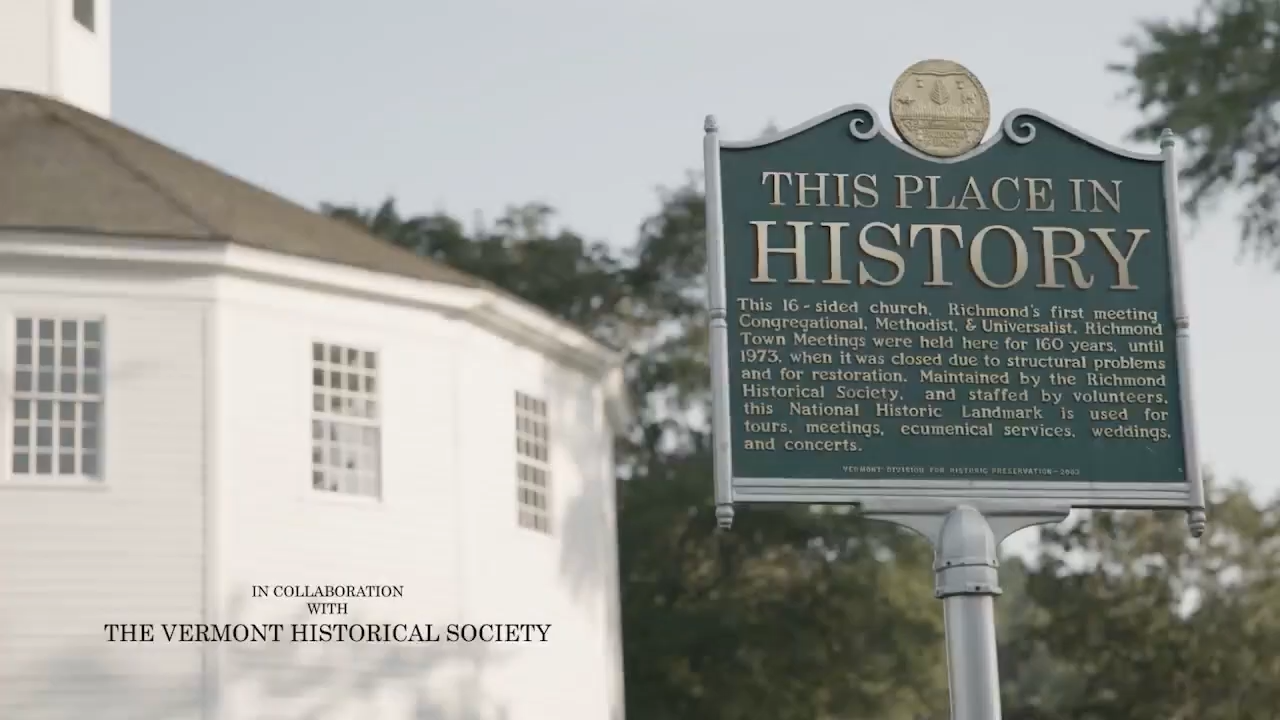 THIS PLACE IN
HISTORY
This 16-sided church, Richmond's first meeting
Congregational, Methodist, & Universalist. Richmond
Town Meetings were held here for 160 years, until
1973, when it was closed due to structural problems
and for restoration. Maintained by the Richmond
Historical Society, and staffed by volunteers,
this National Historic Landmark is used for
tours, meetings, ecumenical services, weddings,
and concerts.
VERMONT DIVISION FOR HISTORIC PRESERVATION-2003
IN COLLABORATION
WITH
THE VERMONT HISTORICAL SOCIETY